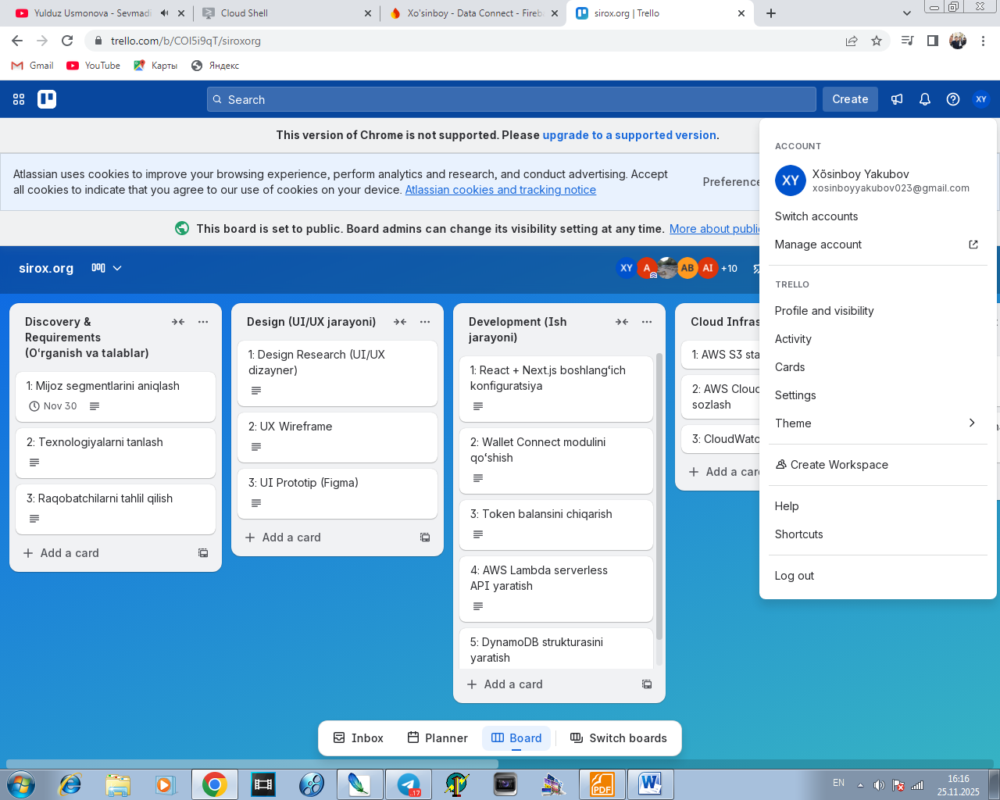 Yulduz Usmonova - Sevmadi
Cloud Shell
Xo'sinboy - Data Connect - Fireba
sirox.org | Trello
trello.com/b/COI5i9qT/siroxorg
Gmail
YouTube
Карты
Яндекс
Search
Create
XY
This version of Chrome is not supported. Please upgrade to a supported version.
Atlassian uses cookies to improve your browsing experience, perform analytics and research, and conduct advertising. Accept
all cookies to indicate that you agree to our use of cookies on your device. Atlassian cookies and tracking notice
Preference
This board is set to public. Board admins can change its visibility setting at any time. More about public
sirox.org
XY
A
AB
AI
+10
Discovery &
Requirements
(Oʻrganish va talablar)
1: Mijoz segmentlarini aniqlash
Nov 30
2: Texnologiyalarni tanlash
3: Raqobatchilarni tahlil qilish
Add a card
Design (UI/UX jarayoni)
1: Design Research (UI/UX
dizayner)
2: UX Wireframe
3: UI Prototip (Figma)
Add a card
Development (Ish
jarayoni)
1: React + Next.js boshlangʻich
konfiguratsiya
2: Wallet Connect modulini
qoʻshish
3: Token balansini chiqarish
4: AWS Lambda serverless
API yaratish
5: DynamoDB strukturasini
yaratish
Add a card
Cloud Infras
1: AWS S3 sta
2: AWS Cloud
sozlash
3: CloudWatc
Add a card
ACCOUNT
XY
Xõsinboy Yakubov
xosinboyyakubov023@gmail.com
Switch accounts
Manage account
TRELLO
Profile and visibility
Activity
Cards
Settings
Theme
Create Workspace
Help
Shortcuts
Log out
Inbox
Planner
Board
Switch boards
.17
PDF
EN
16:16
25.11.2025